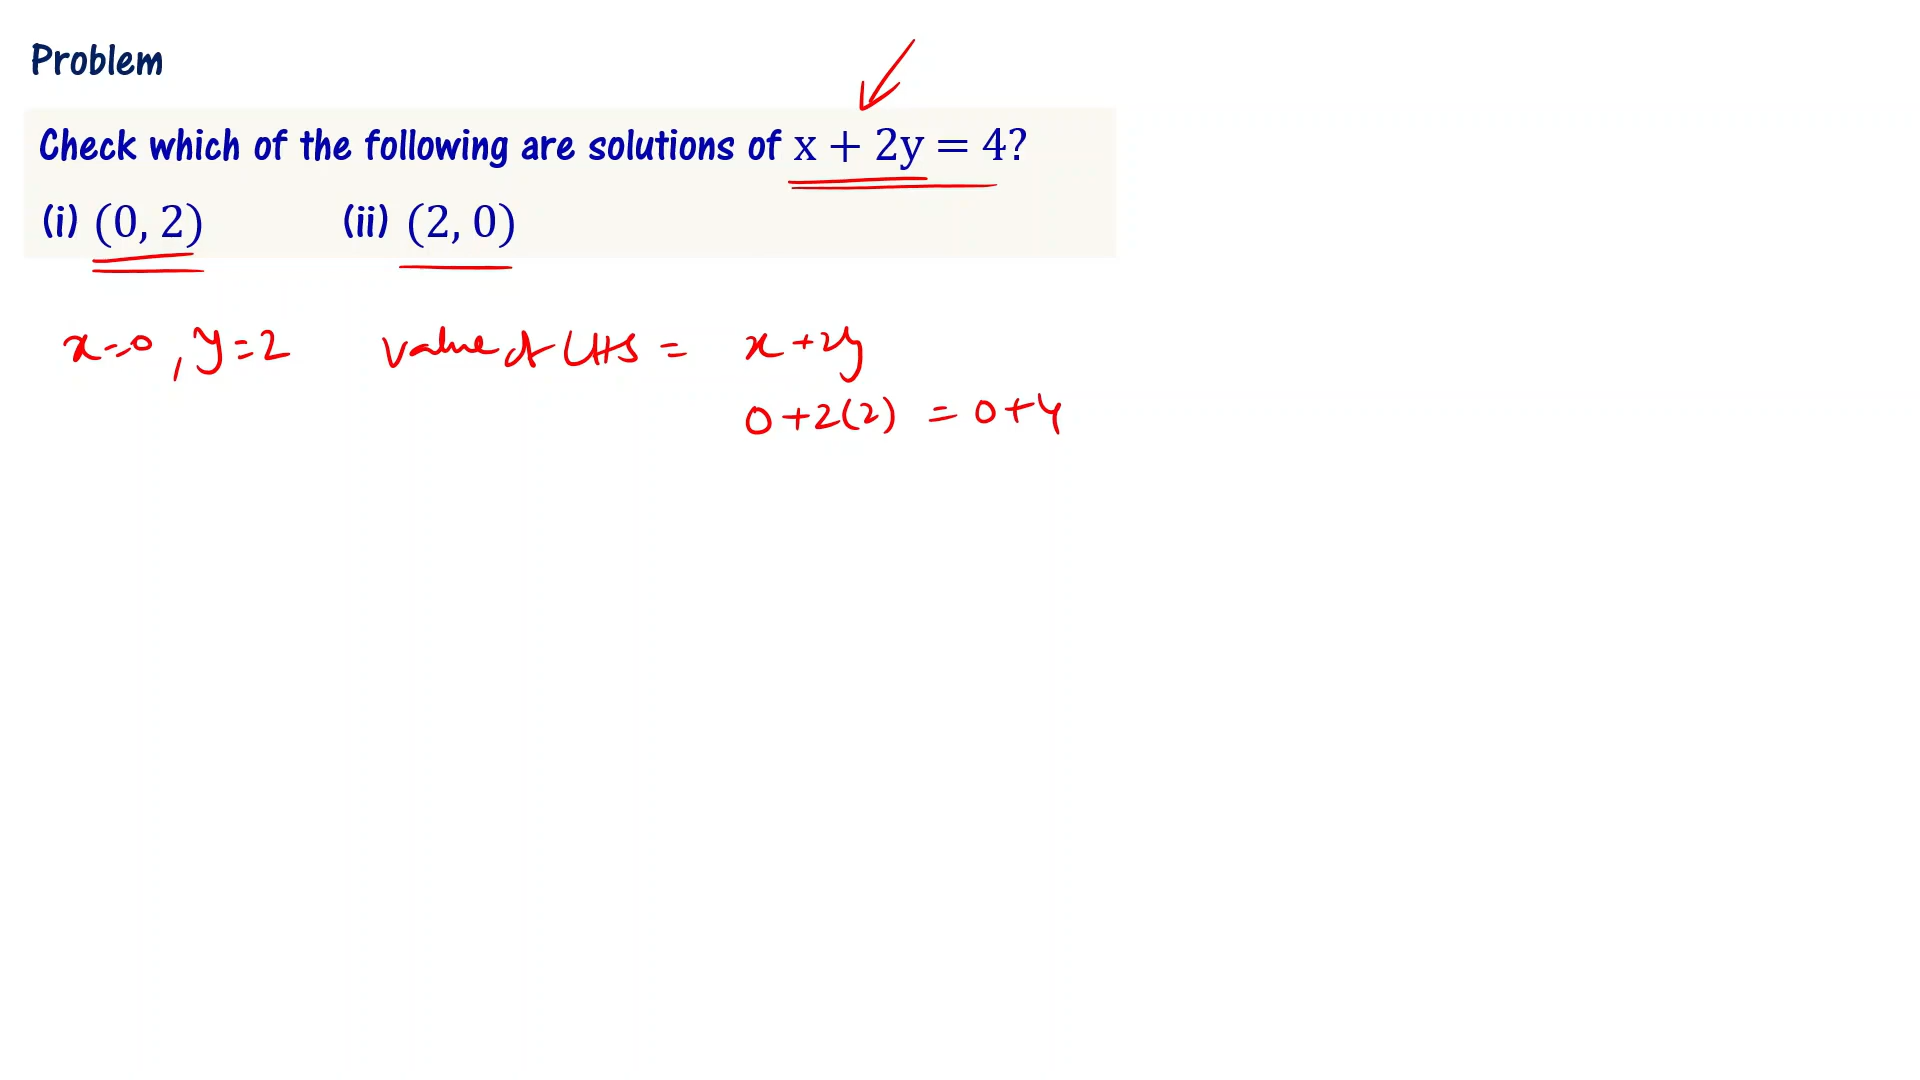 Problem
Check which of the following are solutions of x + 2y = 4?
(i) (0, 2) (ii) (2, 0)
x=0, y=2 value of LHS = x+2y
0+2(2) = 0+4